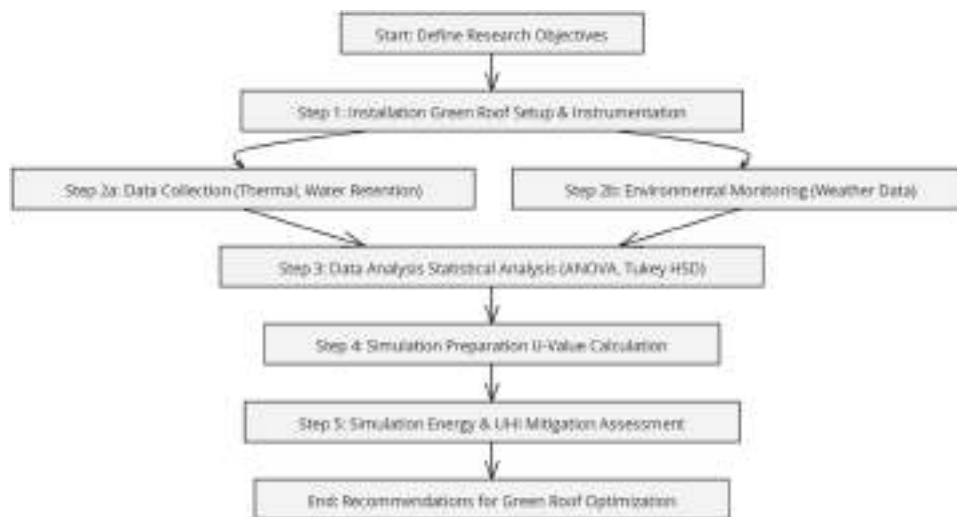 Start: Define Research Objectives
Step 1: Installation Green Roof Setup & Instrumentation
Step 2a: Data Collection (Thermal, Water Retention)
Step 2b: Environmental Monitoring (Weather Data)
Step 3: Data Analysis Statistical Analysis (ANOVA, Tukey HSD)
Step 4: Simulation Preparation U-Value Calculation
Step 5: Simulation Energy & UHI Mitigation Assessment
End: Recommendations for Green Roof Optimization